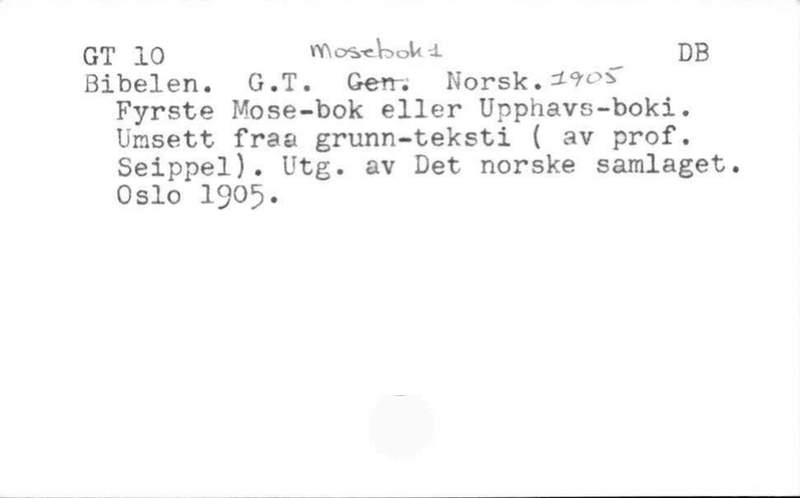 GT 10 Mosebok 1 DB
Bibelen. G.T. Gen. Norsk. 1905
Fyrste Mose-bok eller Upphavs-boki.
Umsett fraa grunn-teksti ( av prof.
Seippel). Utg. av Det norske samlaget.
Oslo 1905.